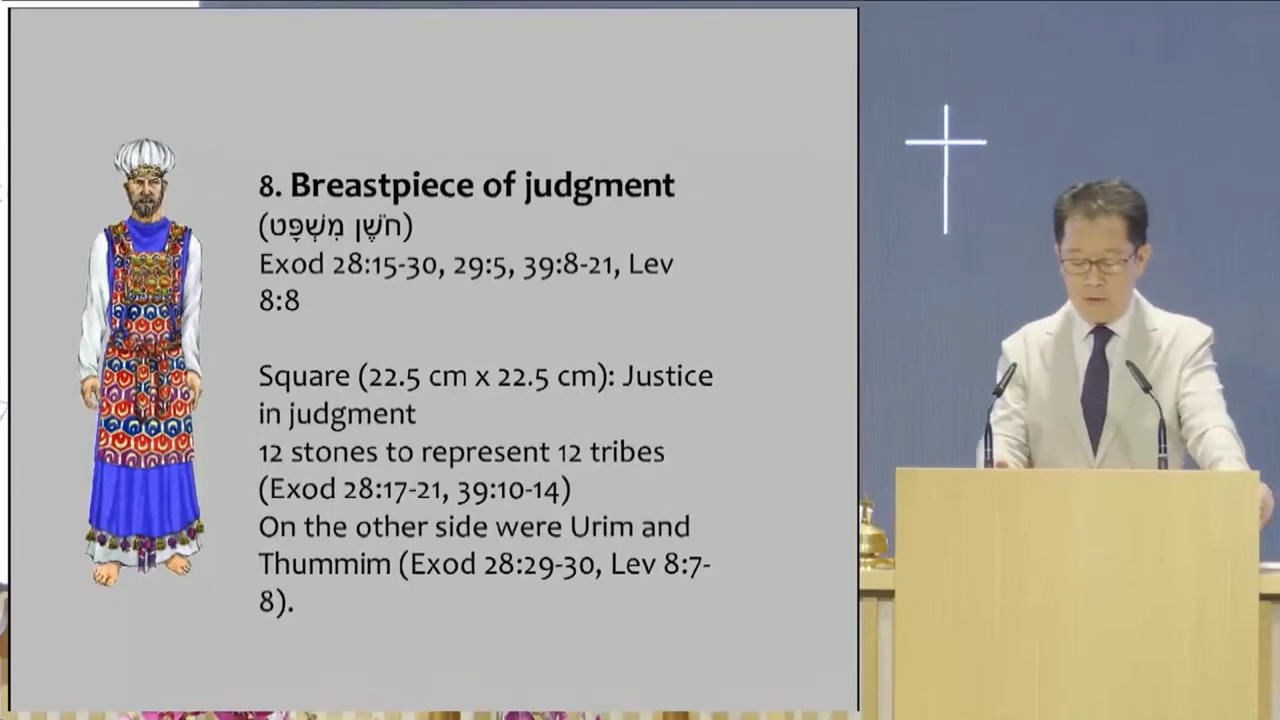 8. Breastpiece of judgment
(חֹשֶׁן מִשְׁפָּט)
Exod 28:15-30, 29:5, 39:8-21, Lev
8:8
Square (22.5 cm x 22.5 cm): Justice
in judgment
12 stones to represent 12 tribes
(Exod 28:17-21, 39:10-14)
On the other side were Urim and
Thummim (Exod 28:29-30, Lev 8:7-
8).